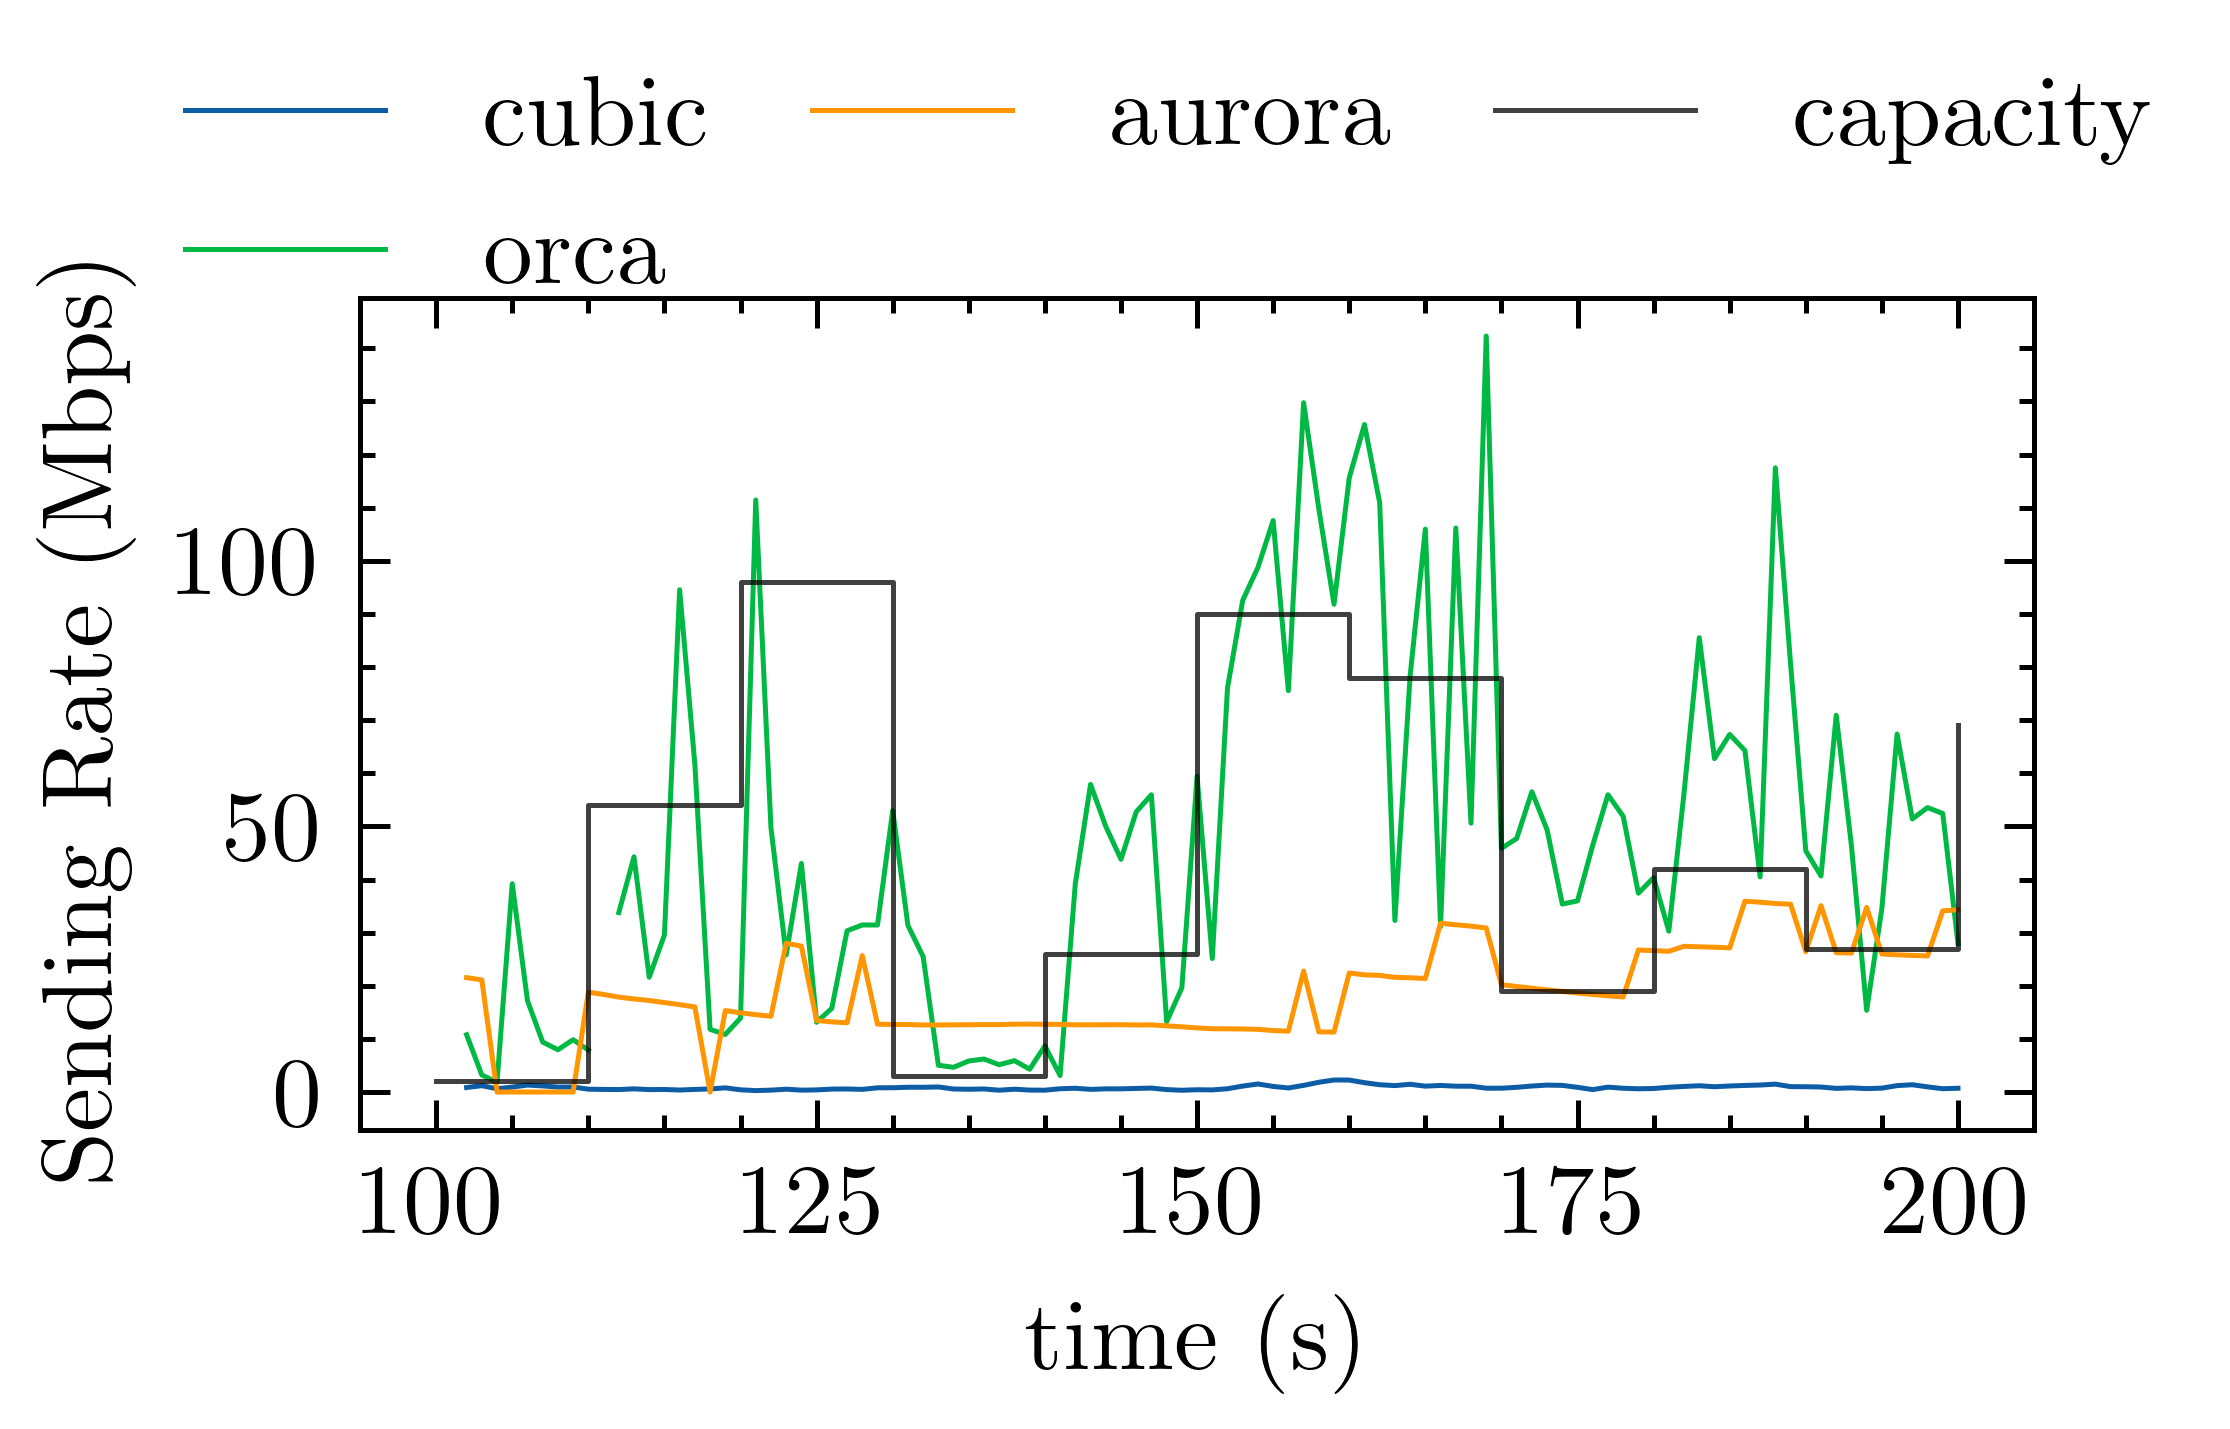 cubic aurora capacity
orca
Sending Rate (Mbps)
100
50
0
100 125 150 175 200
time (s)